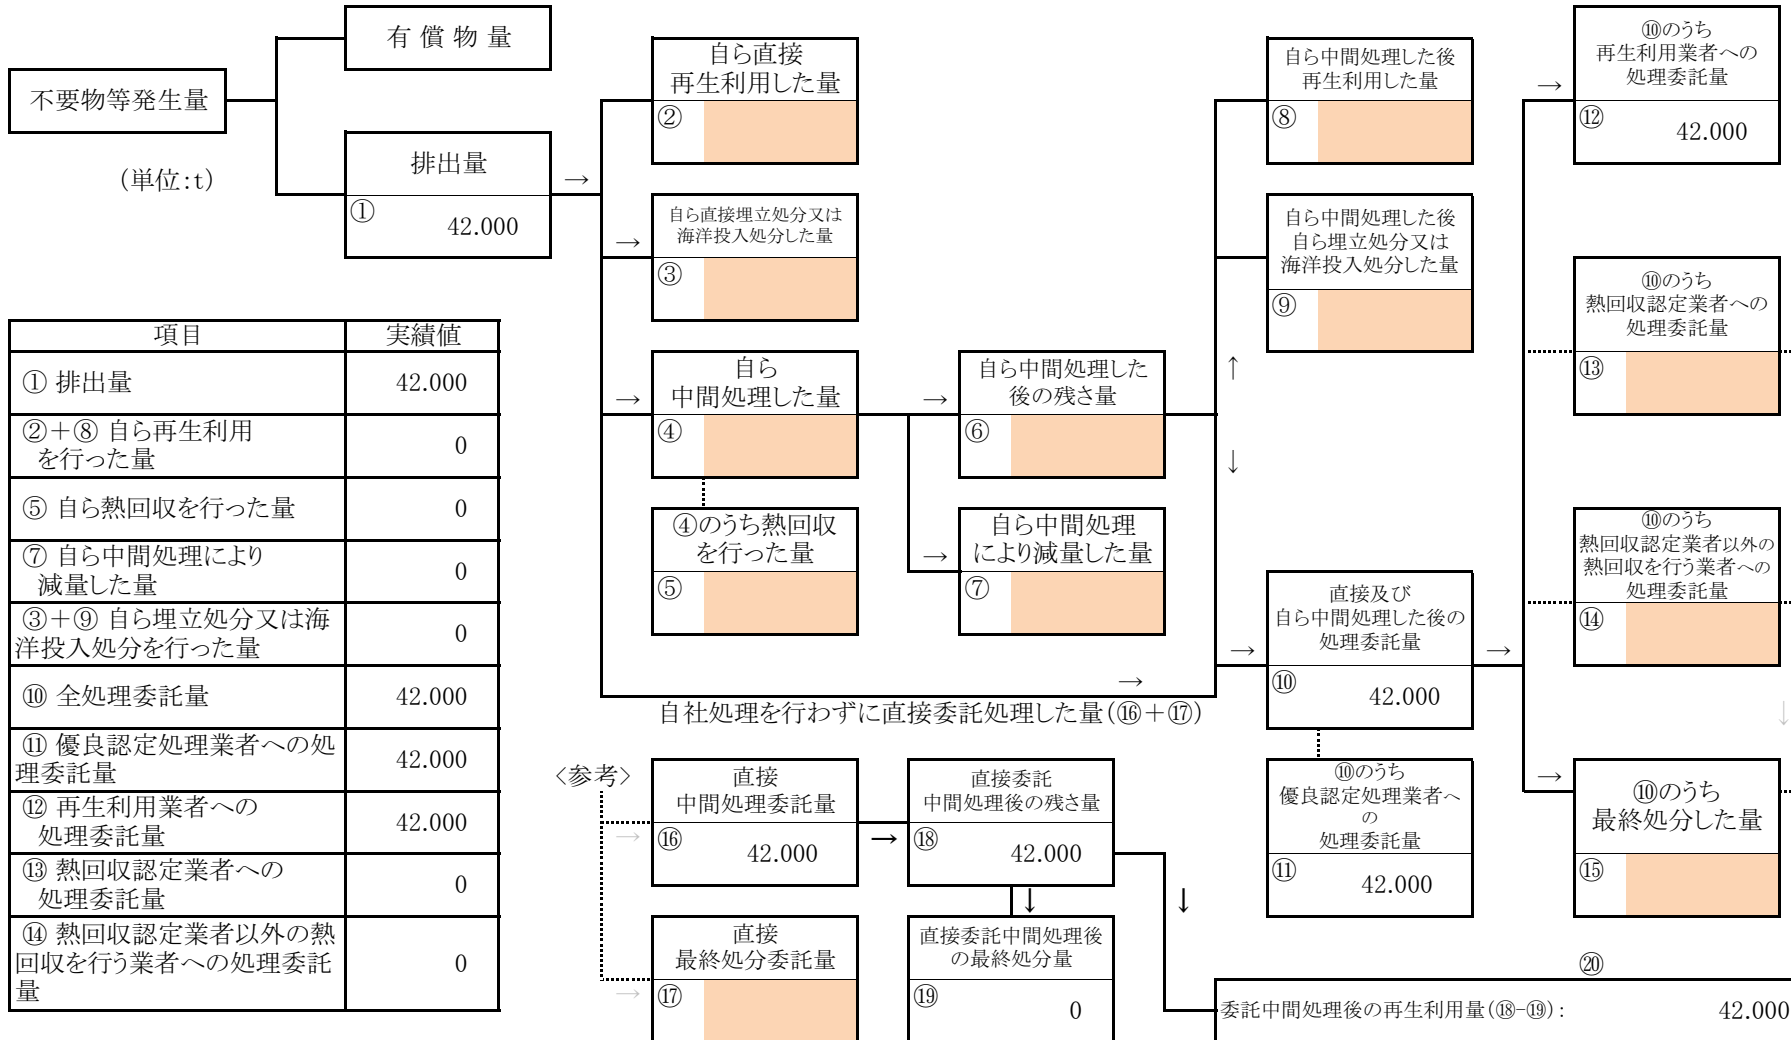 不要物等発生量
(単位:t)
有 償 物 量
排出量
①
42.000
→
自ら直接
再生利用した量
②
→
自ら直接埋立処分又は
海洋投入処分した量
③
→
自ら
中間処理した量
④
④のうち熱回収
を行った量
⑤
→
自ら中間処理した
後の残さ量
⑥
→
自ら中間処理
により減量した量
⑦
↑
↓
自ら中間処理した後
再生利用した量
⑧
自ら中間処理した後
自ら埋立処分又は
海洋投入処分した量
⑨
→
自社処理を行わずに直接委託処理した量(⑯+⑰)
→
直接及び
自ら中間処理した後の
処理委託量
⑩
42.000
⑩のうち
優良認定処理業者へ
の
処理委託量
⑪
42.000
→
→
⑩のうち
再生利用業者への
処理委託量
⑫
42.000
⑩のうち
熱回収認定業者への
処理委託量
⑬
⑩のうち
熱回収認定業者以外の
熱回収を行う業者への
処理委託量
⑭
↓
→
⑩のうち
最終処分した量
⑮
項目 実績値
① 排出量 42.000
②+⑧ 自ら再生利用
を行った量 0
⑤ 自ら熱回収を行った量 0
⑦ 自ら中間処理により
減量した量 0
③+⑨ 自ら埋立処分又は海
洋投入処分を行った量 0
⑩ 全処理委託量 42.000
⑪ 優良認定処理業者への処
理委託量 42.000
⑫ 再生利用業者への
処理委託量 42.000
⑬ 熱回収認定業者への
処理委託量 0
⑭ 熱回収認定業者以外の熱
回収を行う業者への処理委託
量 0
〈参考〉
→
直接
中間処理委託量
⑯
42.000
→
直接委託
中間処理後の残さ量
⑱
42.000
↓
↓
→
直接
最終処分委託量
⑰
直接委託中間処理後
の最終処分量
⑲
0
⑳
委託中間処理後の再生利用量(⑱-⑲): 42.000